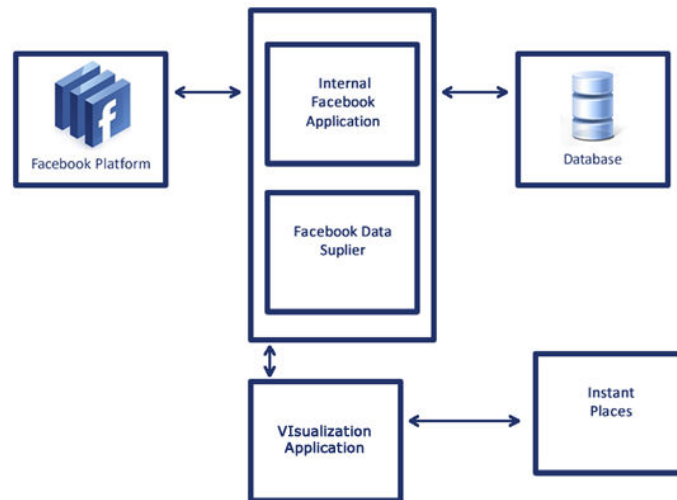 Internal
Facebook
Application
Facebook Platform
Database
Facebook Data
Suplier
VIsualization
Application
Instant
Places